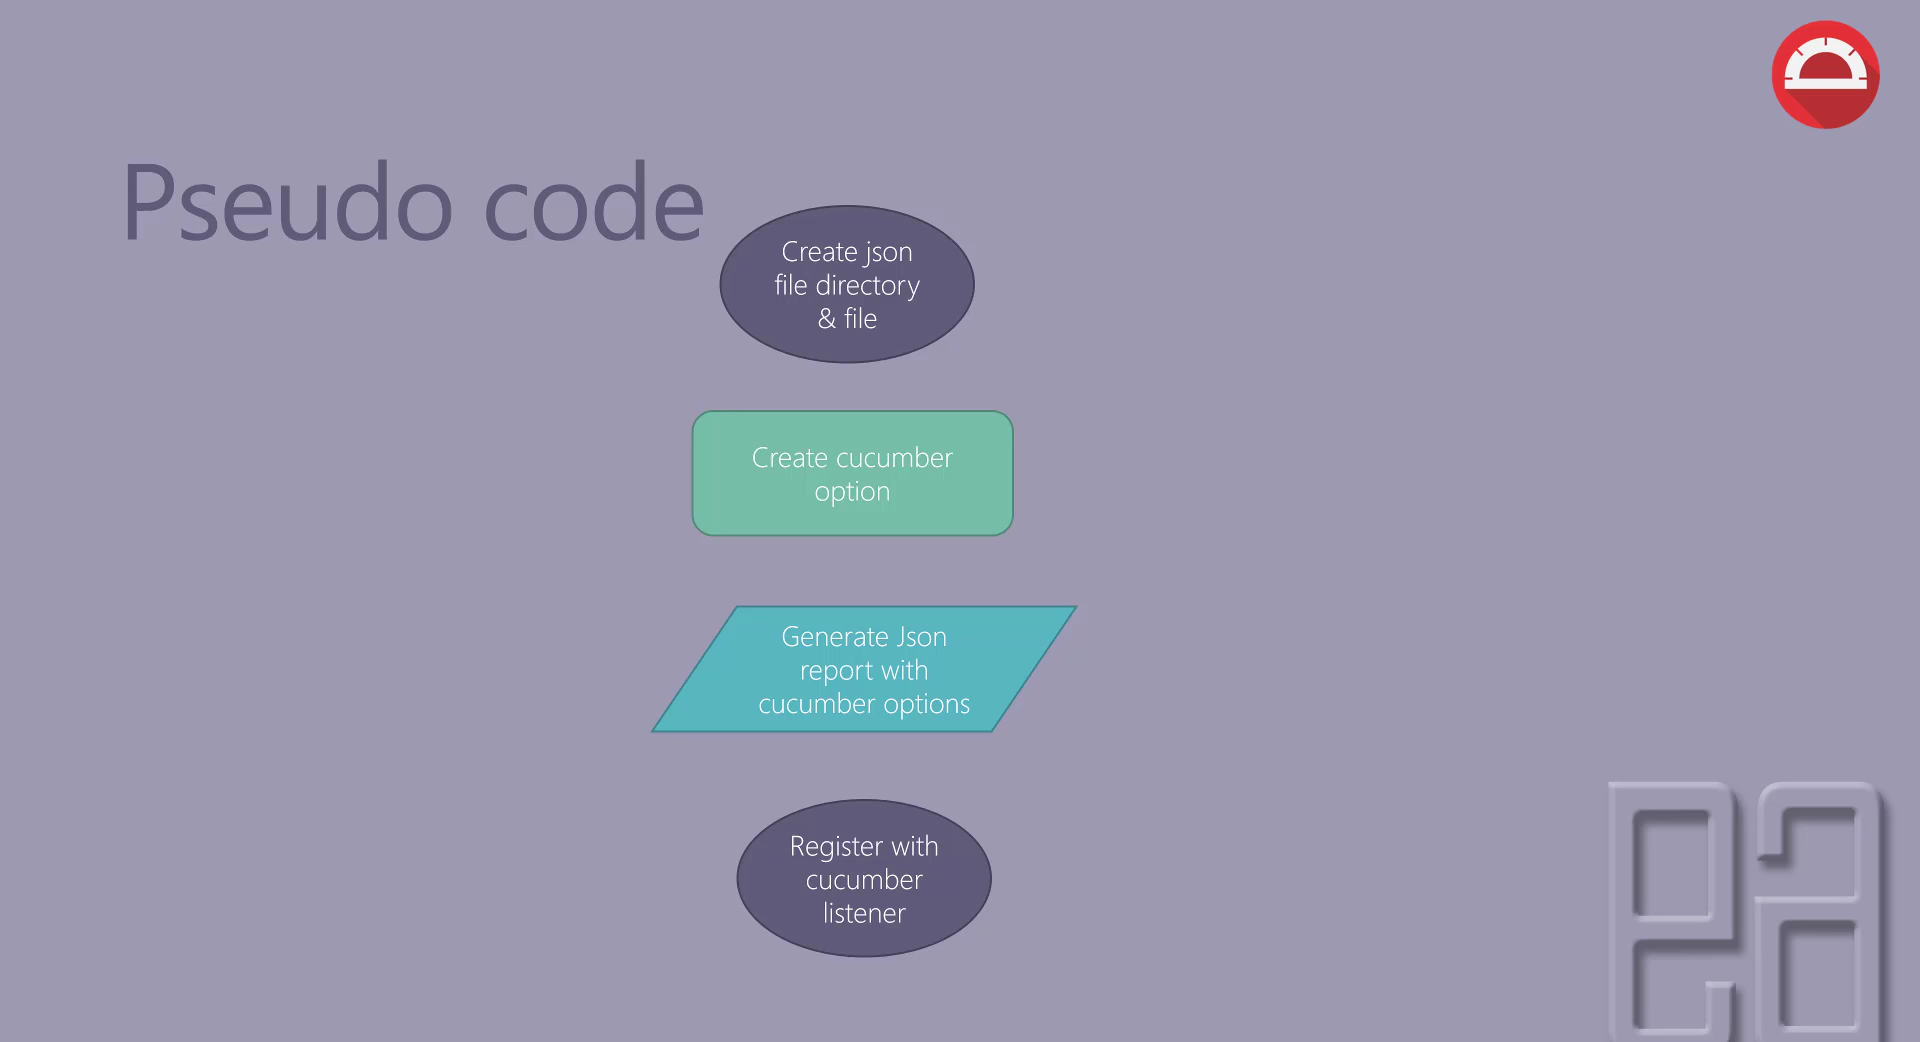 Pseudo code
Create json
file directory
& file
Create cucumber
option
Generate Json
report with
cucumber options
Register with
cucumber
listener